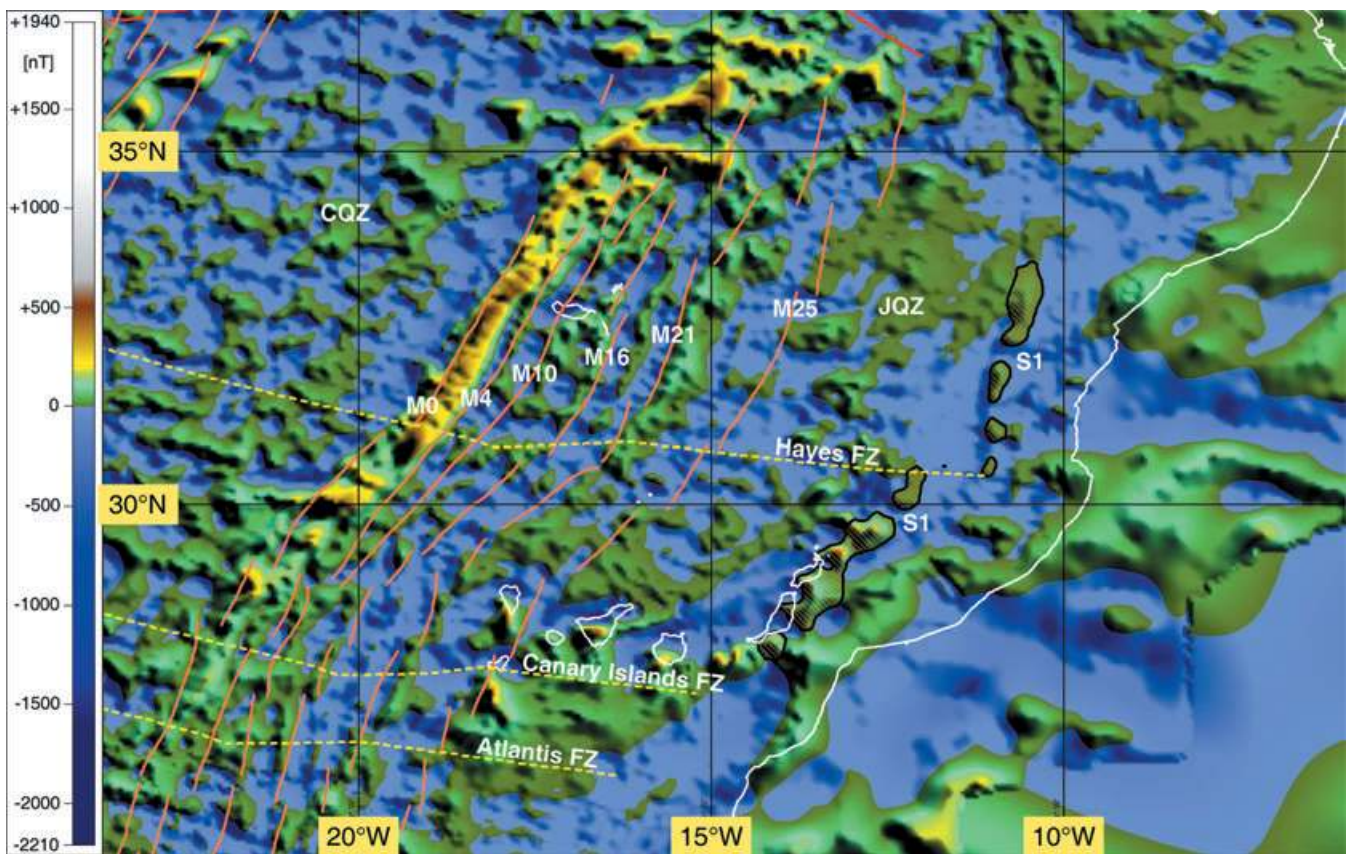 +1940
[nT]
+1500
+1000
+500
0
-500
-1000
-1500
-2000
-2210
35°N
CQZ
M25
JQZ
M21
M16
S1
M10
M0
M4
Hayes FZ
30°N
S1
Canary Islands FZ
Atlantis FZ
20°W
15°W
10°W